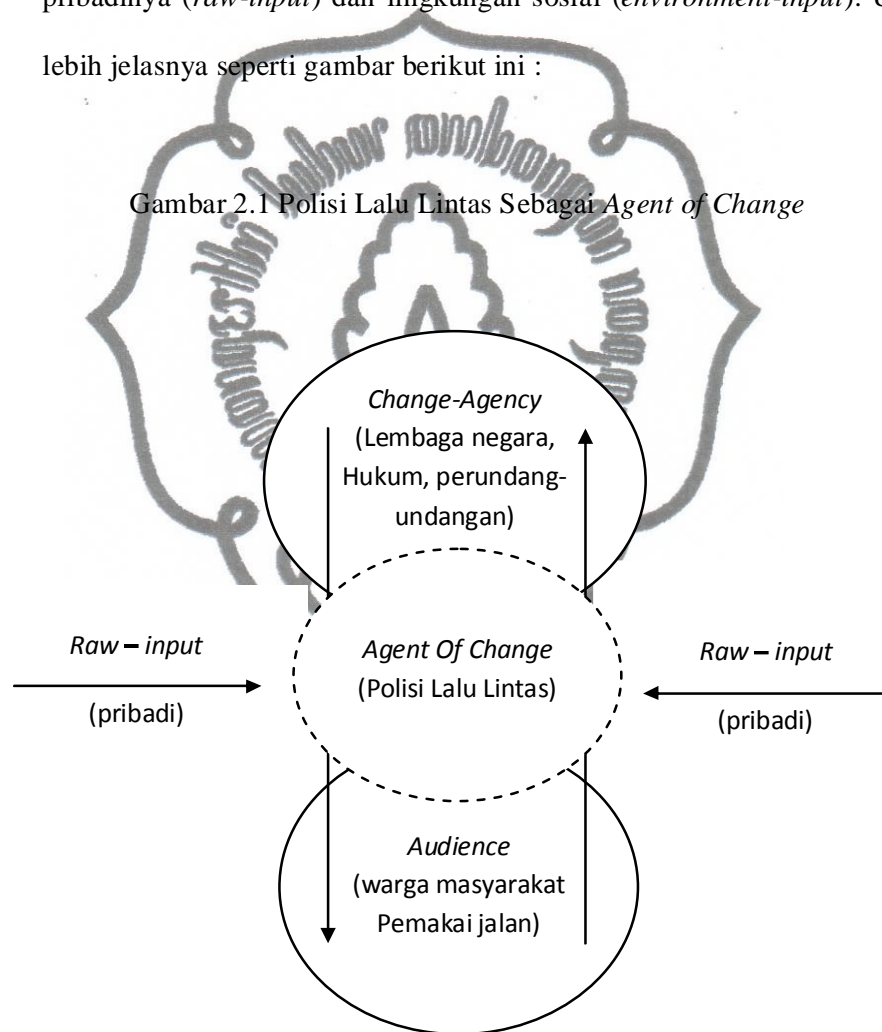 pribadinya (raw-input) dan lingkungan sosial (environment-input).
lebih jelasnya seperti gambar berikut ini :
Gambar 2.1 Polisi Lalu Lintas Sebagai Agent of Change
Change-Agency
(Lembaga negara,
Hukum, perundang-
undangan)
Raw – input
(pribadi)
Agent Of Change
(Polisi Lalu Lintas)
Raw – input
(pribadi)
Audience
(warga masyarakat
Pemakai jalan)